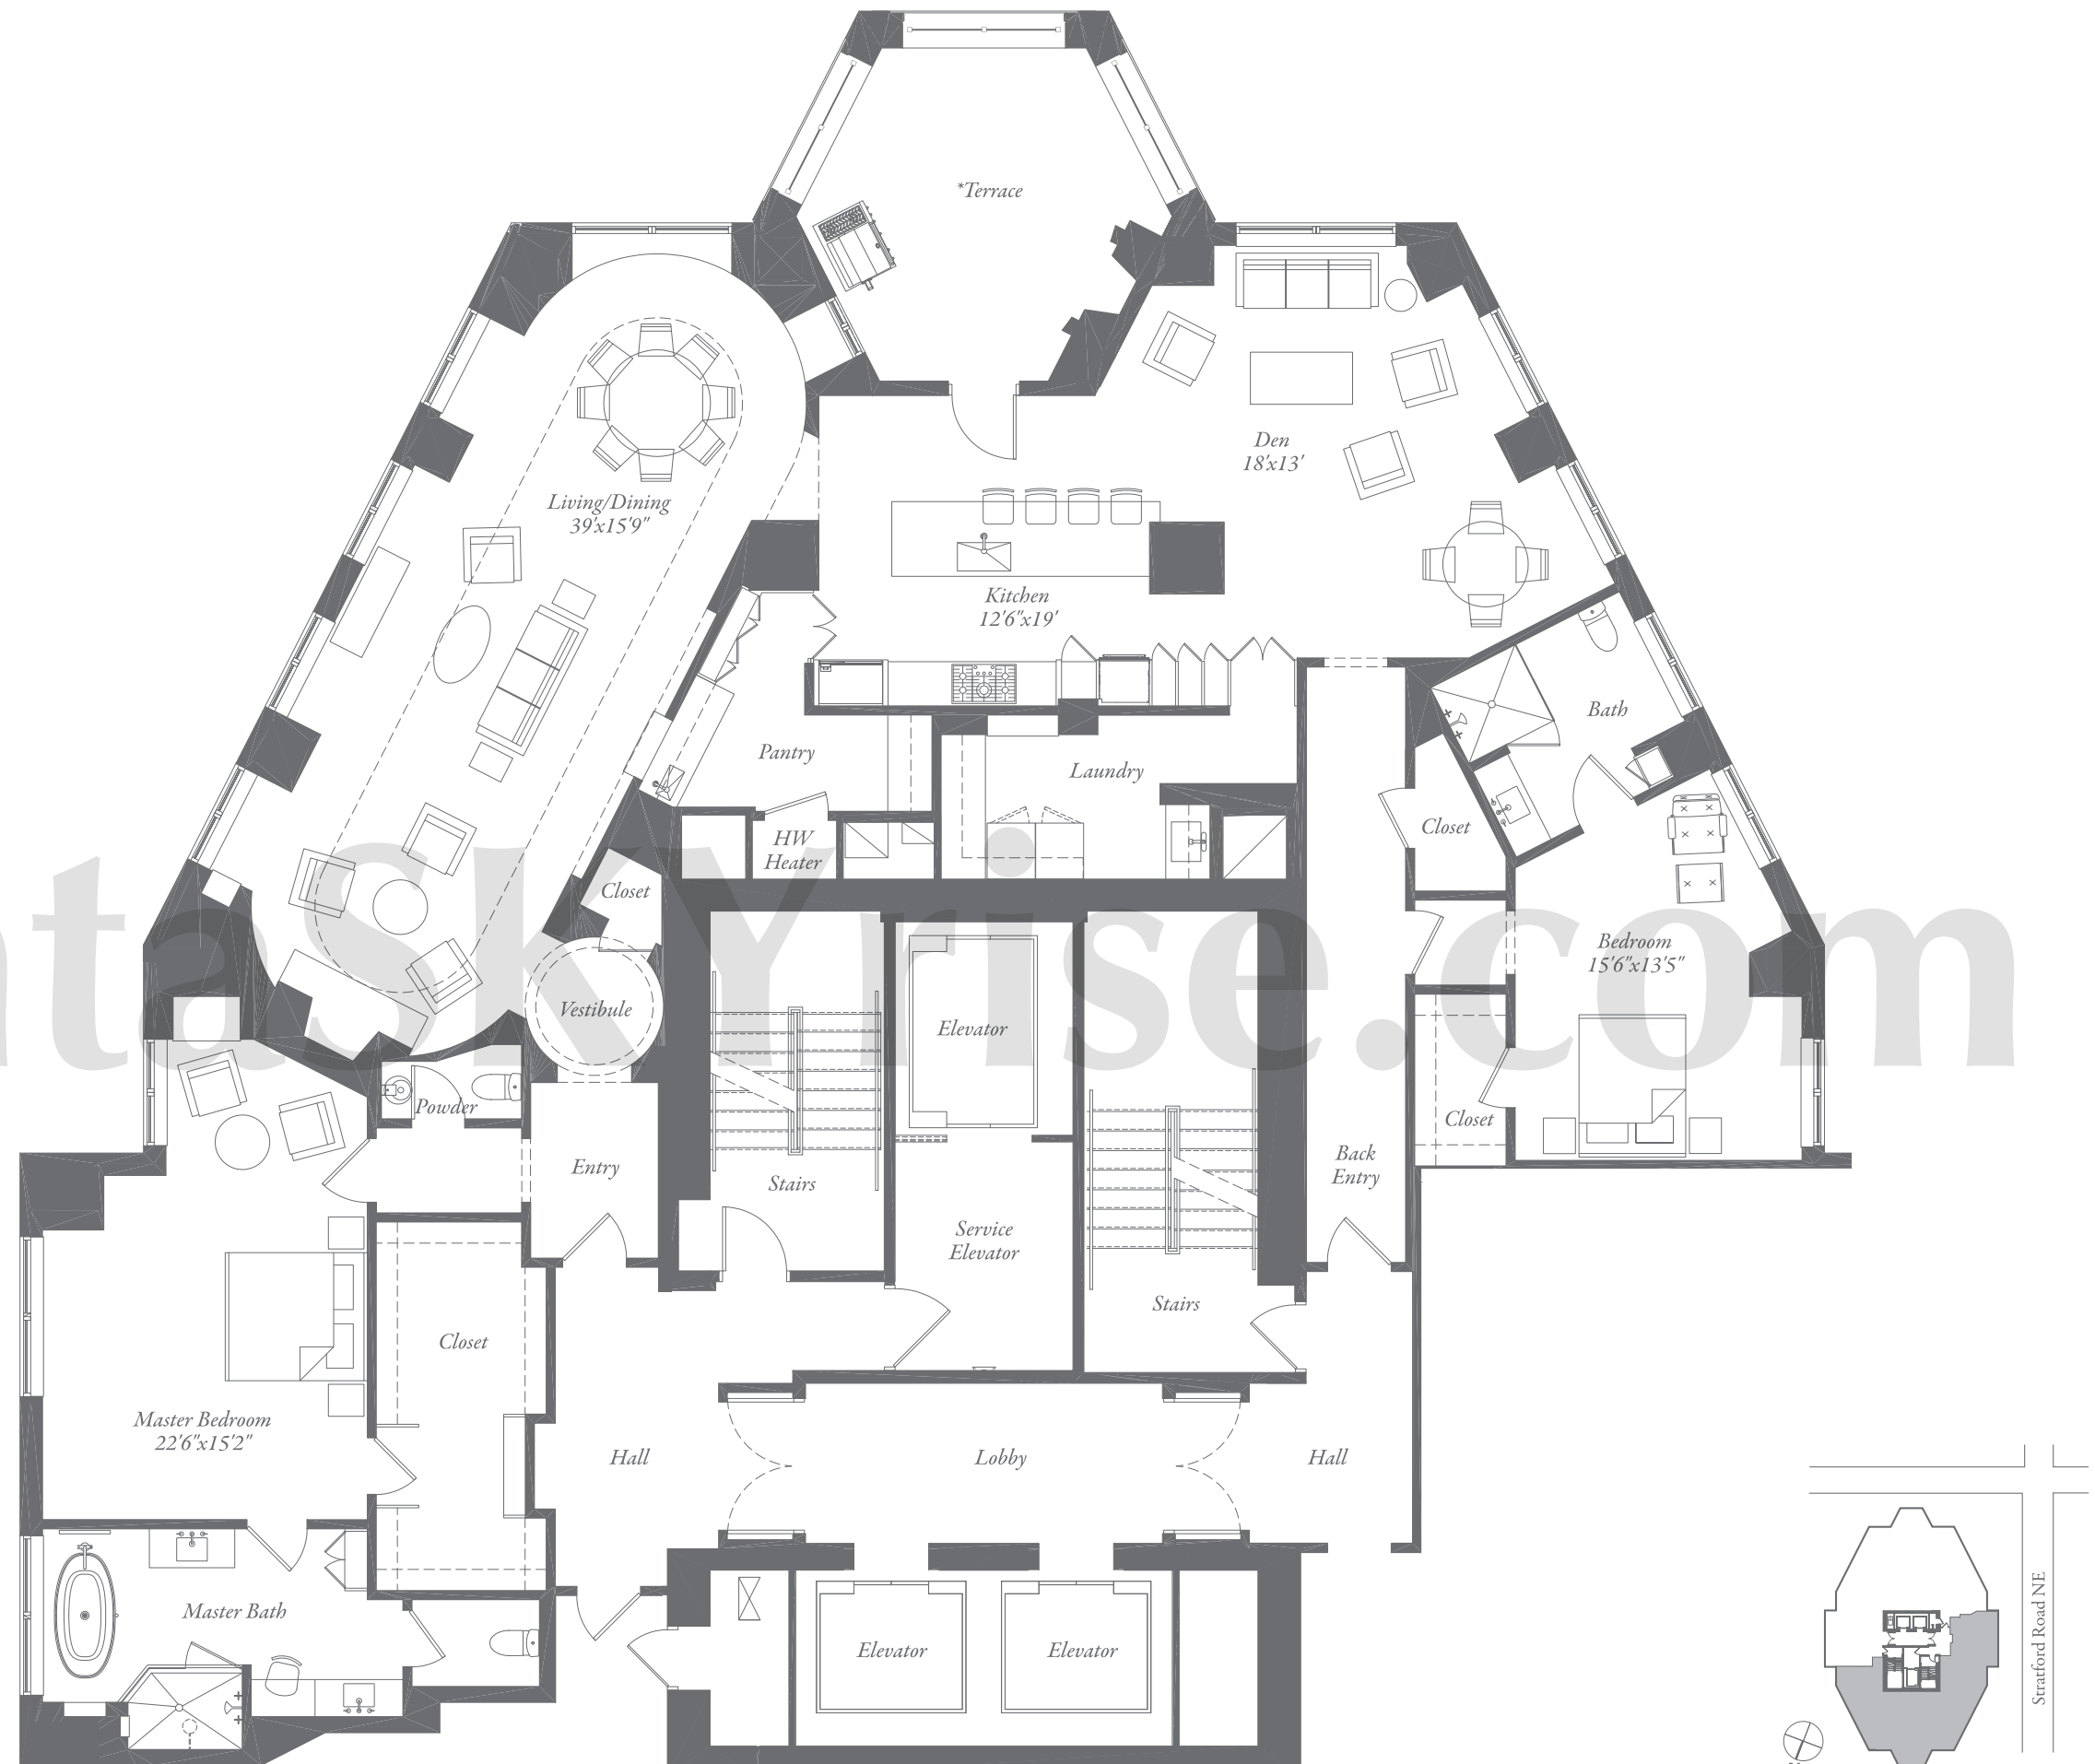 *Terrace
Den
18'x13'
Living/Dining
39'x15'9"
Kitchen
12'6"x19'
Bath
Pantry
Laundry
Closet
HW
Heater
Closet
Bedroom
15'6"x13'5"
Vestibule
Elevator
Powder
Closet
Entry
Stairs
Back
Entry
Service
Elevator
Stairs
Closet
Master Bedroom
22'6"x15'2"
Hall
Lobby
Hall
Master Bath
Elevator
Elevator
Stratford Road NE
taSKYrise.com